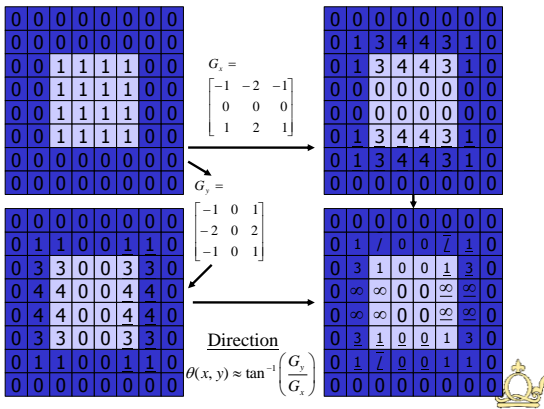 0 0 0 0 0 0 0 0
0 0 0 0 0 0 0 0
0 0 1 1 1 1 0 0
0 0 1 1 1 1 0 0
0 0 1 1 1 1 0 0
0 0 1 1 1 1 0 0
0 0 0 0 0 0 0 0
0 0 0 0 0 0 0 0
Gₓ =
-1 -2 -1
0 0 0
1 2 1
0 0 0 0 0 0 0 0
0 1 3 4 4 3 1 0
0 1 3 4 4 3 1 0
0 0 0 0 0 0 0 0
0 0 0 0 0 0 0 0
0 1 3 4 4 3 1 0
0 1 3 4 4 3 1 0
0 0 0 0 0 0 0 0
G_y =
-1 0 1
-2 0 2
-1 0 1
0 0 0 0 0 0 0 0
0 1 1 0 0 1 1 0
0 3 3 0 0 3 3 0
0 4 4 0 0 4 4 0
0 4 4 0 0 4 4 0
0 3 3 0 0 3 3 0
0 1 1 0 0 1 1 0
0 0 0 0 0 0 0 0
Direction
θ(x, y) ≈ tan⁻¹(G_y/Gₓ)
0 0 0 0 0 0 0 0
0 1 / 0 0 7 1 0
0 3 1 0 0 1 3 0
0 ∞ ∞ 0 0 ∞ ∞ 0
0 ∞ ∞ 0 0 ∞ ∞ 0
0 3 1 0 0 1 3 0
0 1 7 0 0 1 1 0
0 0 0 0 0 0 0 0